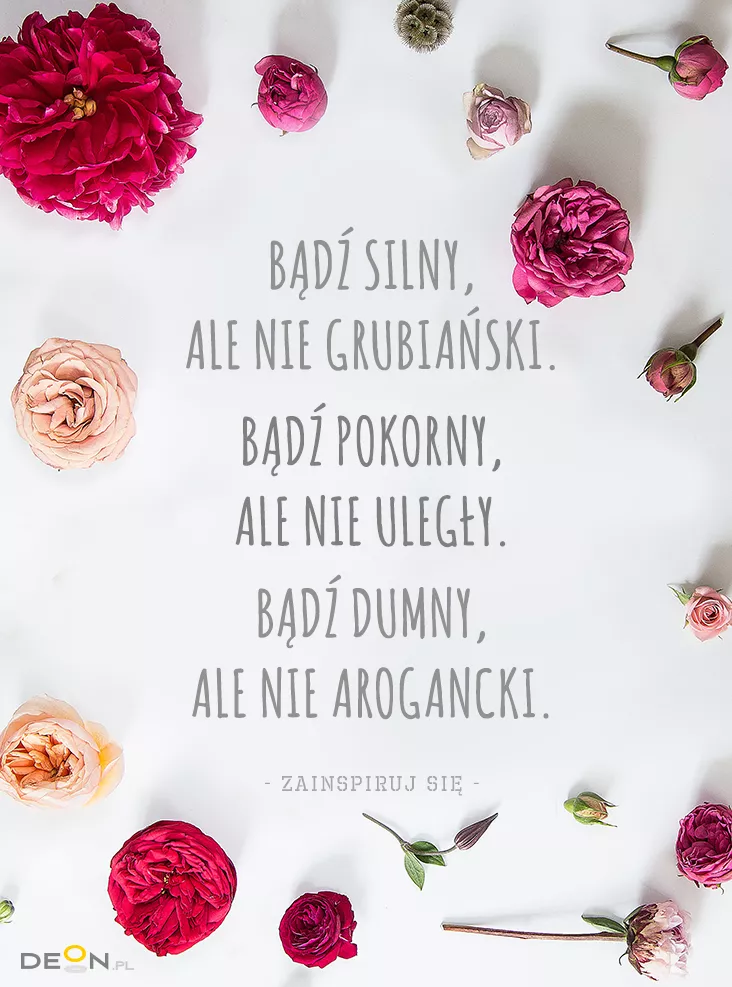 BĄDŹ SILNY,
ALE NIE GRUBIAŃSKI.
BĄDŹ POKORNY,
ALE NIE ULEGŁY.
BĄDŹ DUMNY,
ALE NIE AROGANCKI.
- ZAINSPIRUJ SIĘ -
DEON.PL